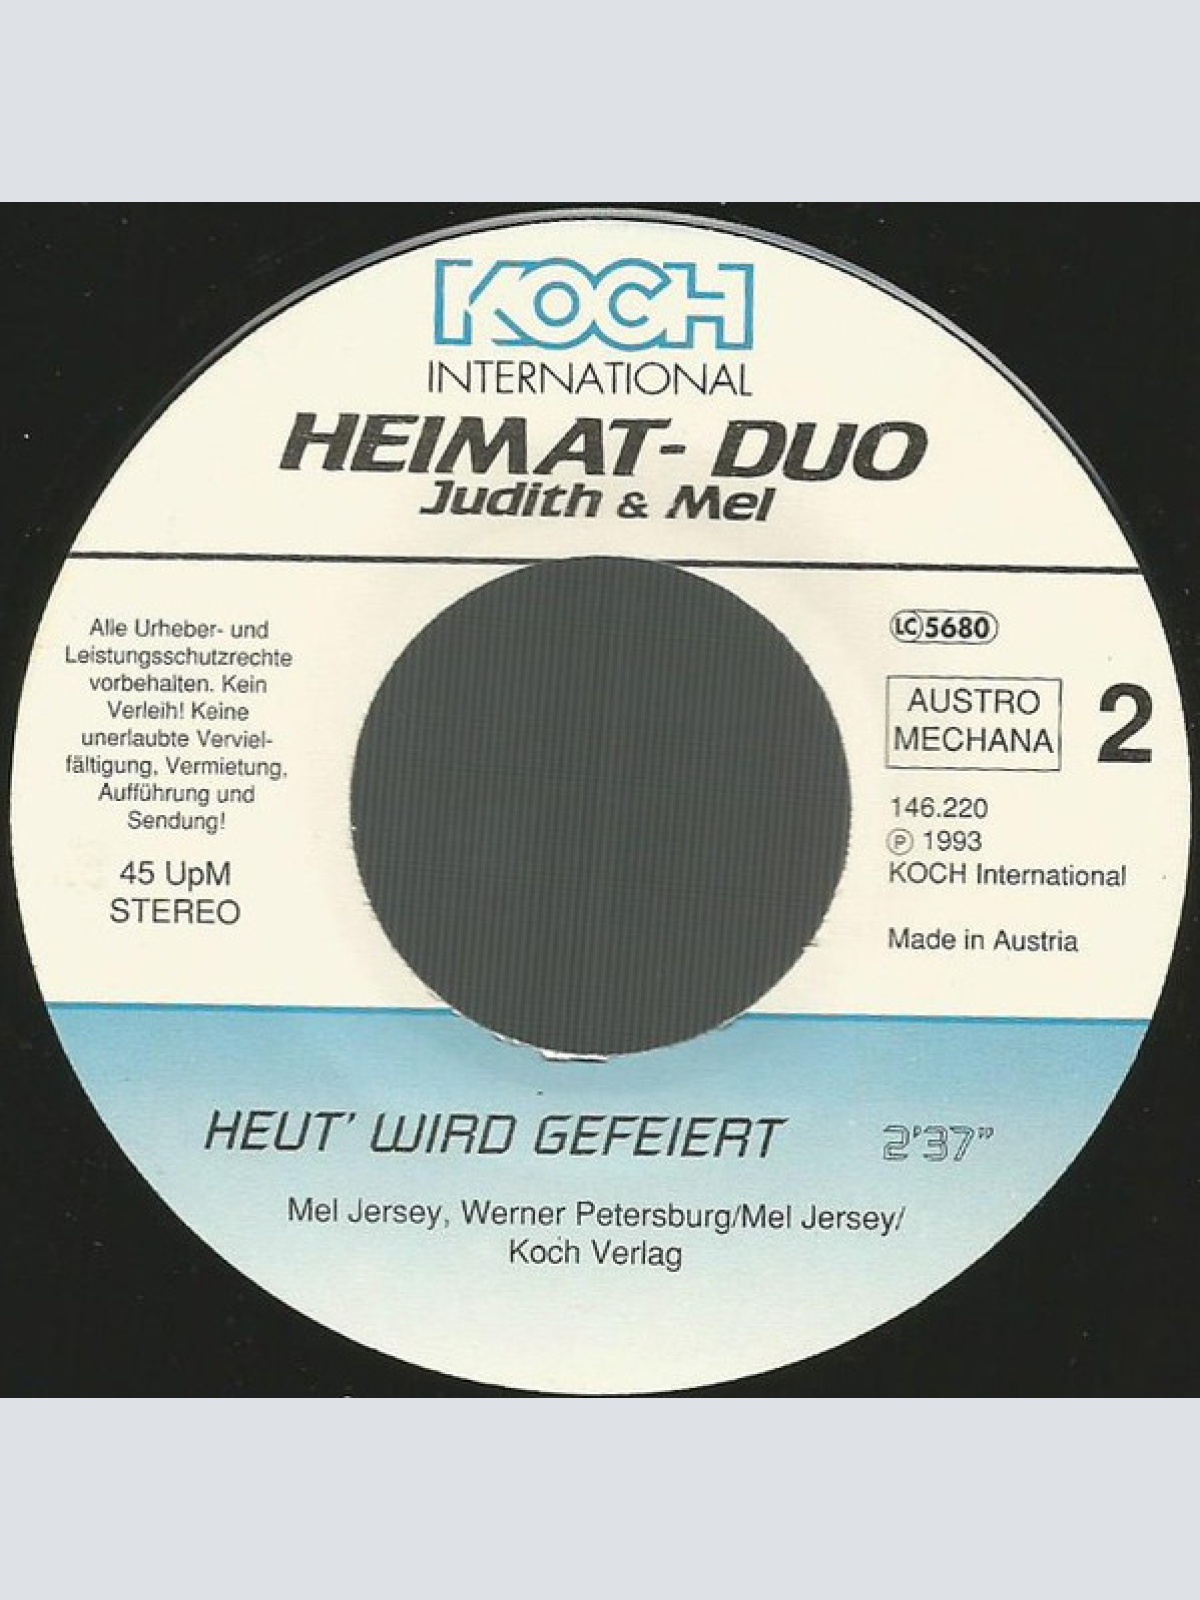 KOCH
INTERNATIONAL
HEIMAT- DUO
Judith & Mel
Alle Urheber- und
Leistungsschutzrechte
vorbehalten. Kein
Verleih! Keine
unerlaubte Verviel-
fältigung, Vermietung,
Aufführung und
Sendung!
45 UpM
STEREO
LC 5680
AUSTRO
MECHANA
2
146.220
℗ 1993
KOCH International
Made in Austria
HEUT' WIRD GEFEIERT 2'37"
Mel Jersey, Werner Petersburg/Mel Jersey/
Koch Verlag